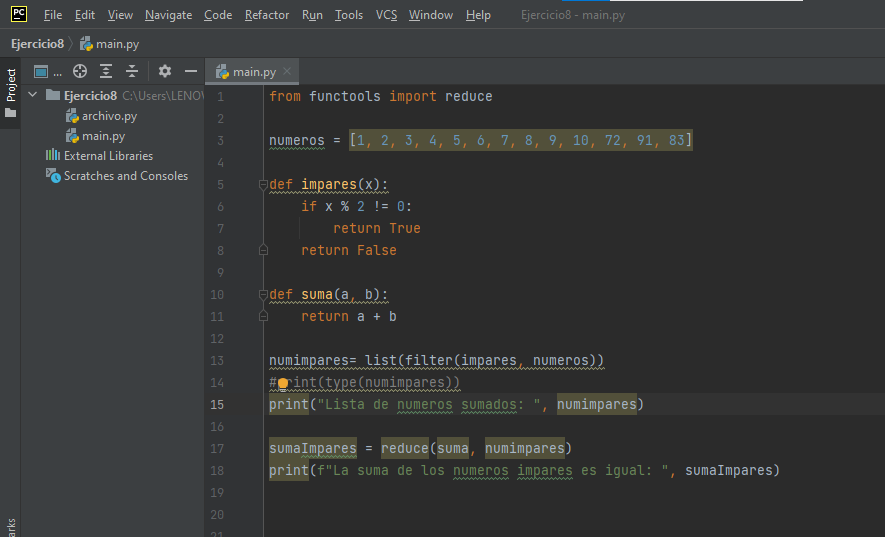 PC File Edit View Navigate Code Refactor Run Tools VCS Window Help Ejercicio8 - main.py
Ejercicio8 main.py
Project
...
main.py
Ejercicio8 C:\Users\LENO
archivo.py
main.py
External Libraries
Scratches and Consoles
1 from functools import reduce
2
3 numeros = [1, 2, 3, 4, 5, 6, 7, 8, 9, 10, 72, 91, 83]
4
5 def impares(x):
6 if x % 2 != 0:
7 return True
8 return False
9
10 def suma(a, b):
11 return a + b
12
13 numimpares= list(filter(impares, numeros))
14 #print(type(numimpares))
15 print("Lista de numeros sumados: ", numimpares)
16
17 sumaImpares = reduce(suma, numimpares)
18 print(f"La suma de los numeros impares es igual: ", sumaImpares)
19
20
21